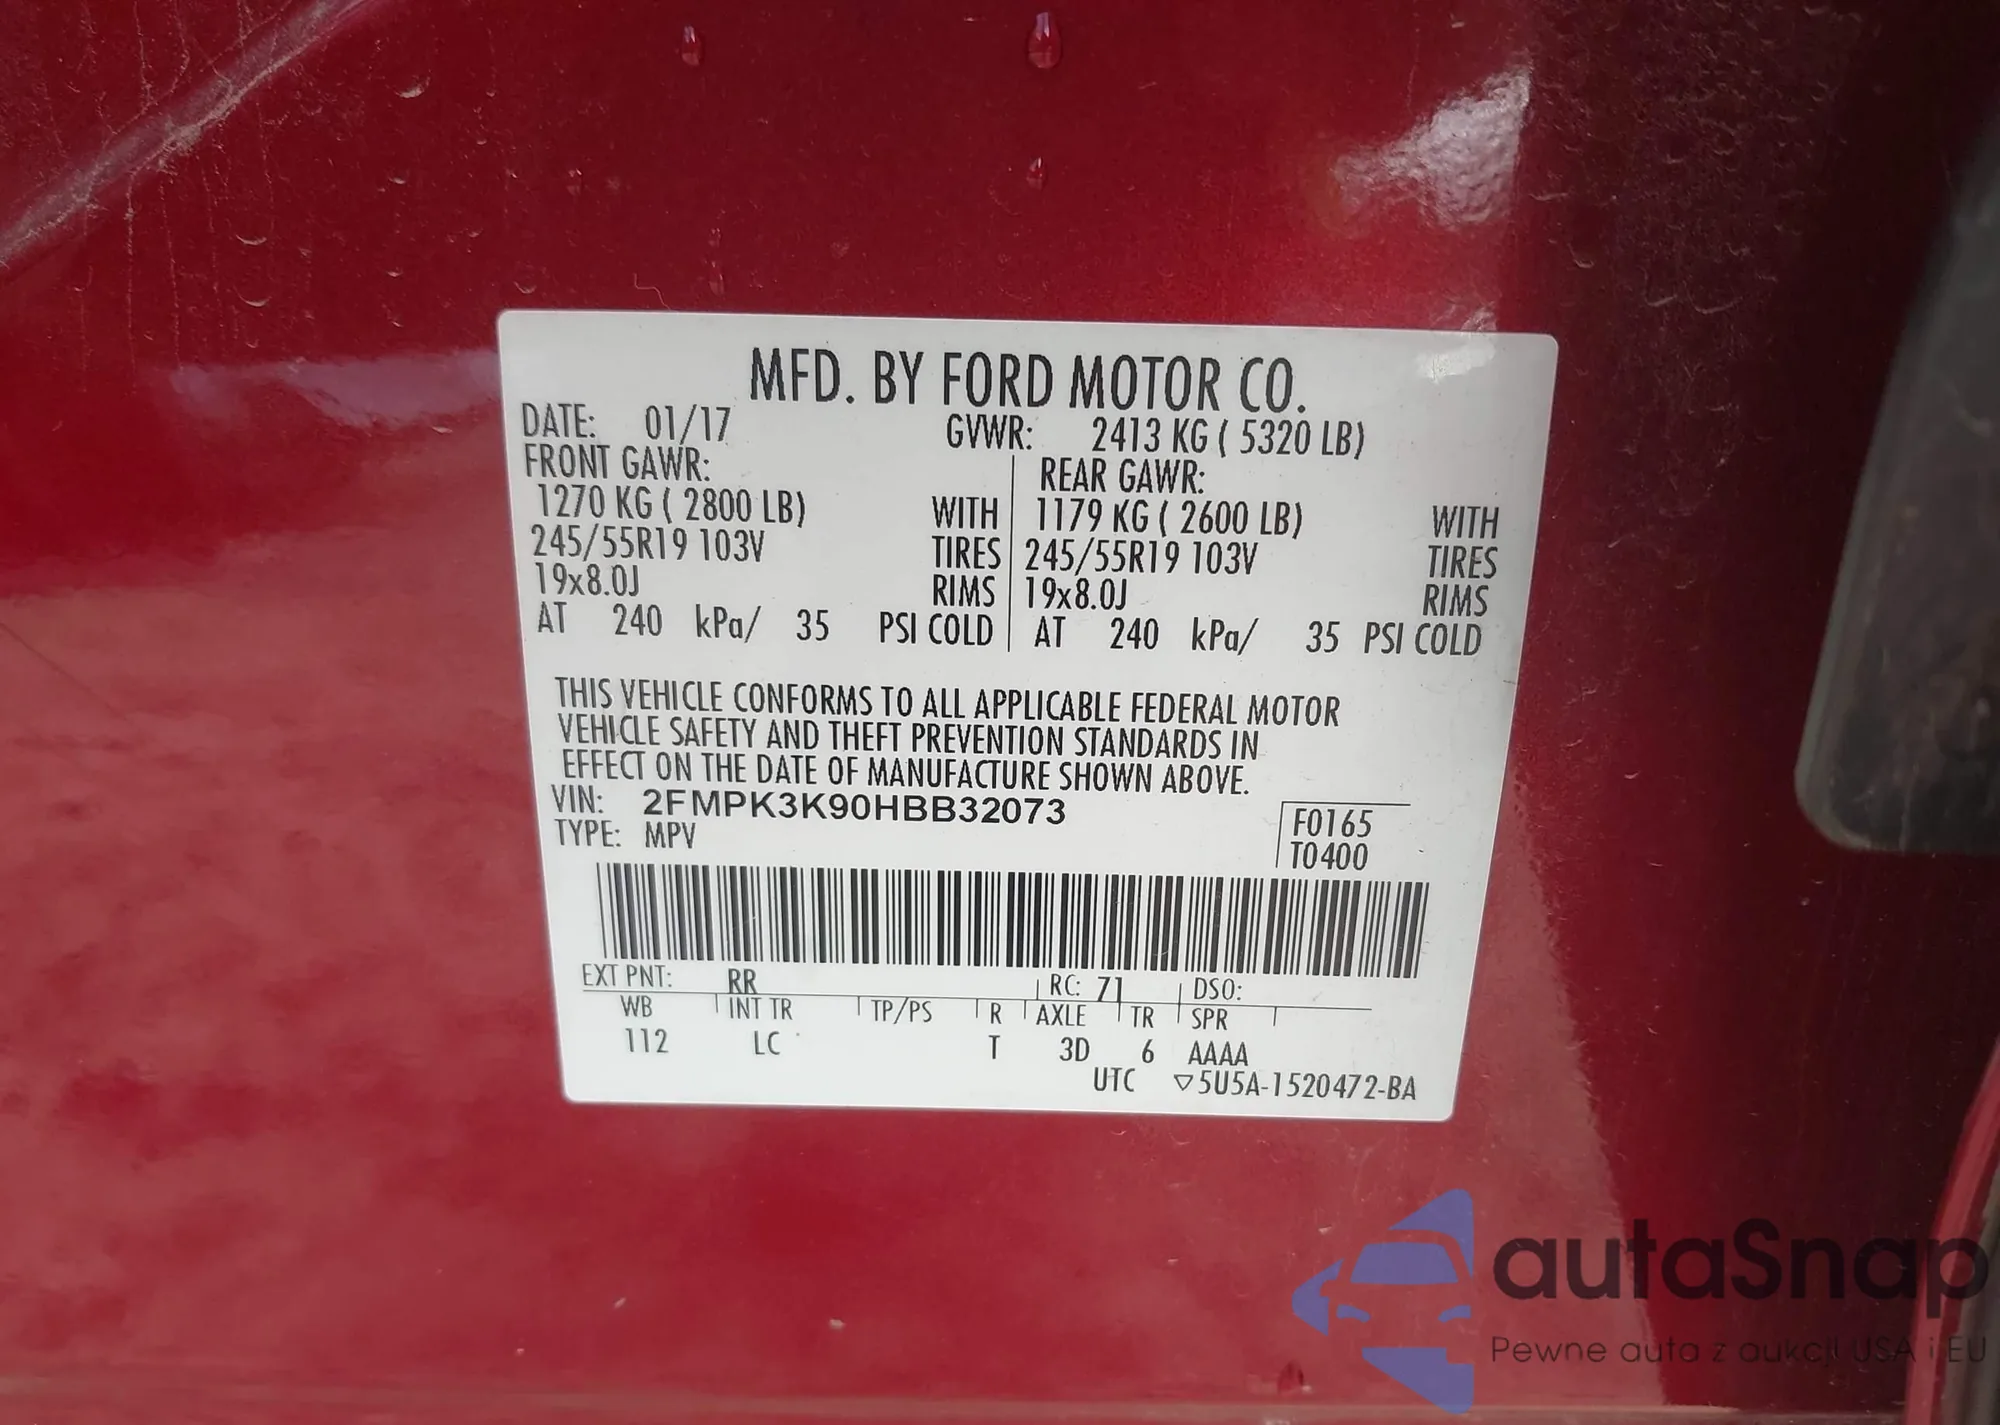 MFD. BY FORD MOTOR CO.
DATE: 01/17 GVWR: 2413 KG ( 5320 LB)
FRONT GAWR: REAR GAWR:
1270 KG ( 2800 LB) WITH 1179 KG ( 2600 LB) WITH
245/55R19 103V TIRES 245/55R19 103V TIRES
19x8.0J RIMS 19x8.0J RIMS
AT 240 kPa/ 35 PSI COLD AT 240 kPa/ 35 PSI COLD
THIS VEHICLE CONFORMS TO ALL APPLICABLE FEDERAL MOTOR
VEHICLE SAFETY AND THEFT PREVENTION STANDARDS IN
EFFECT ON THE DATE OF MANUFACTURE SHOWN ABOVE.
VIN: 2FMPK3K90HBB32073
TYPE: MPV
F0165
T0400
EXT PNT: RR RC: 71 DSO:
WB INT TR TP/PS R AXLE TR SPR
112 LC T 3D 6 AAAA
UTC ▽5U5A-1520472-BA
autaSnap
Pewne auta z aukcji USA i EU